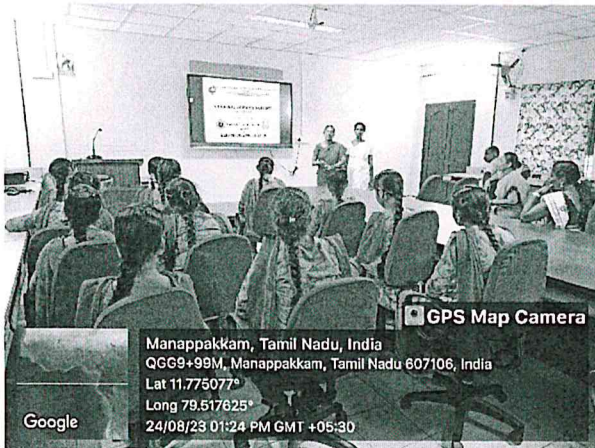 GPS Map Camera
Manappakkam, Tamil Nadu, India
QGG9+99M, Manappakkam, Tamil Nadu 607106, India
Lat 11.775077°
Long 79.517625°
24/08/23 01:24 PM GMT +05:30
Google